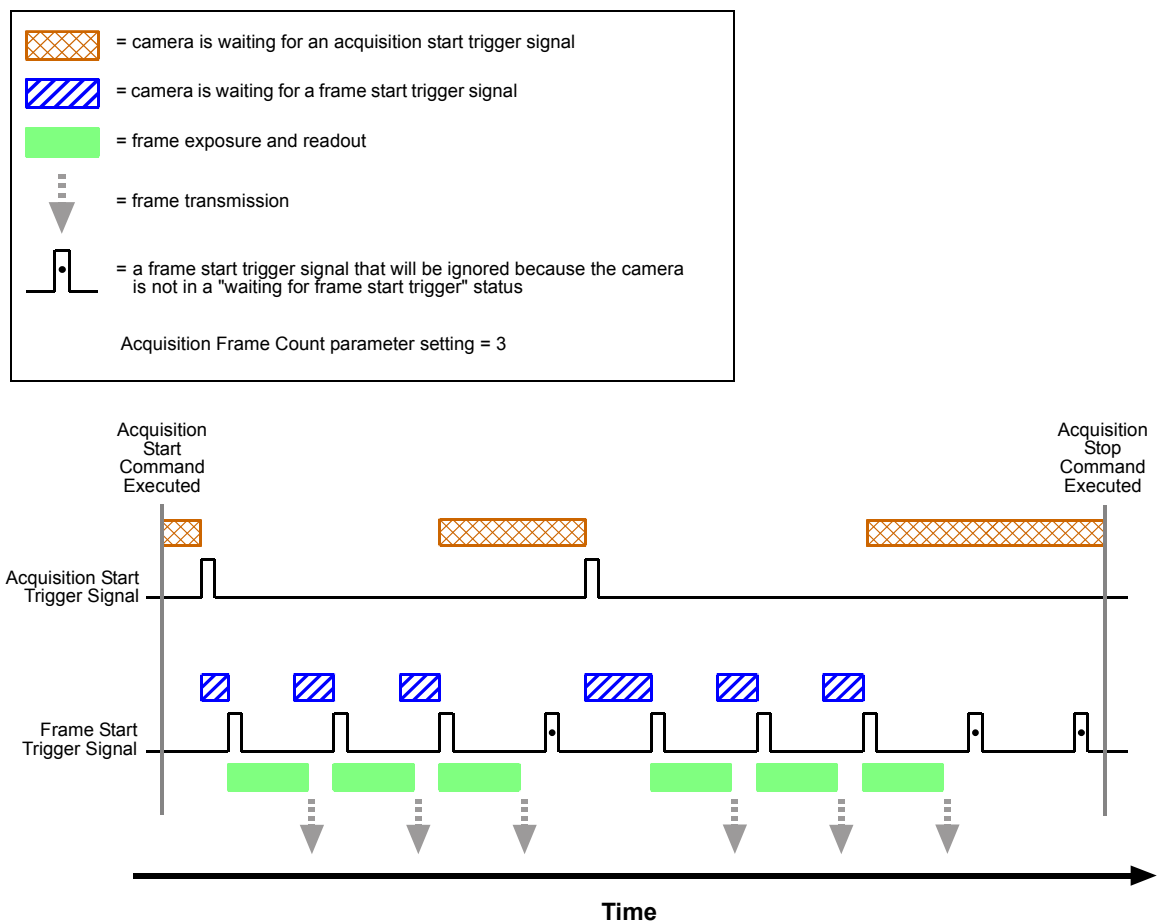 = camera is waiting for an acquisition start trigger signal
= camera is waiting for a frame start trigger signal
= frame exposure and readout
= frame transmission
= a frame start trigger signal that will be ignored because the camera
is not in a "waiting for frame start trigger" status
Acquisition Frame Count parameter setting = 3
Acquisition
Start
Command
Executed
Acquisition
Stop
Command
Executed
Acquisition Start
Trigger Signal
Frame Start
Trigger Signal
Time